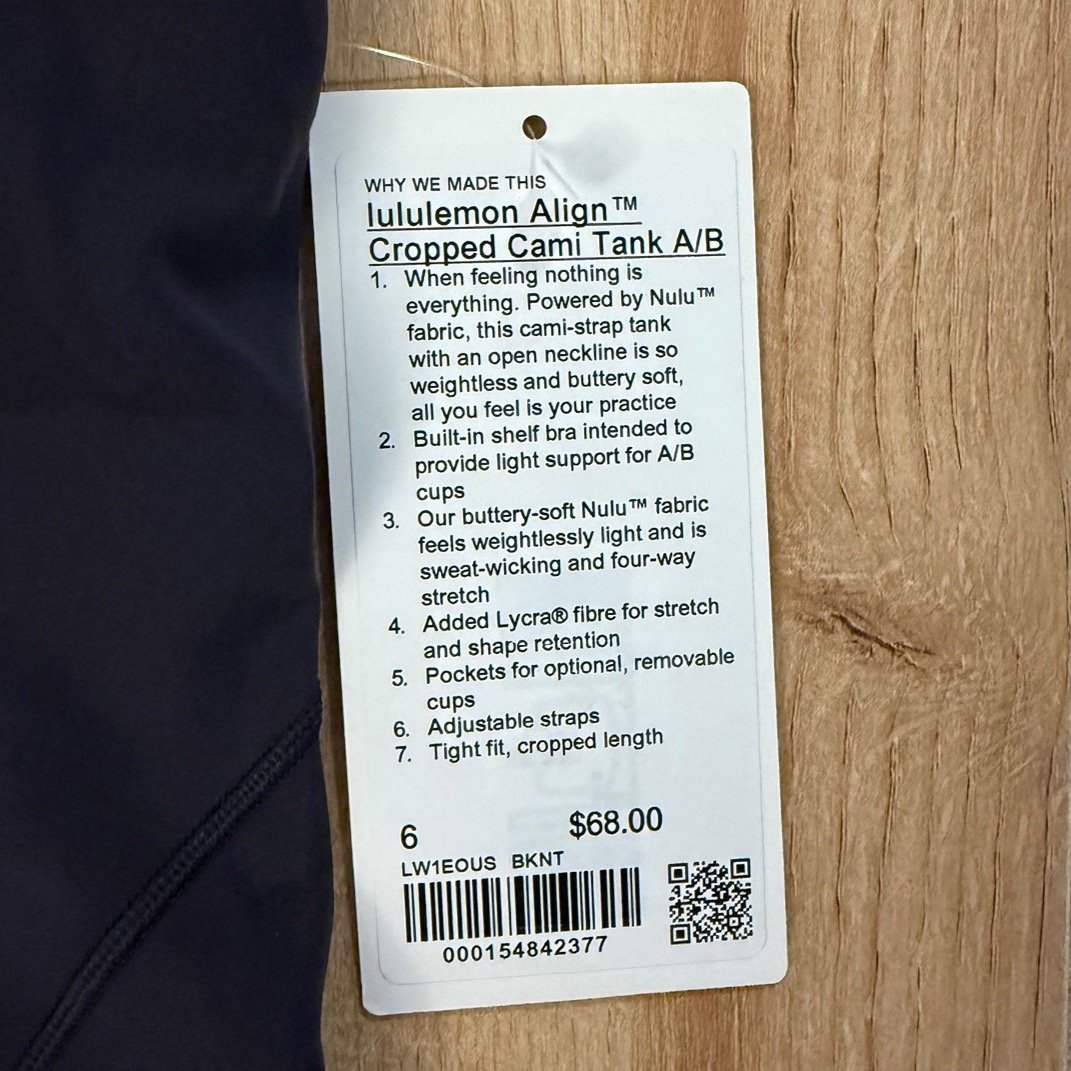 WHY WE MADE THIS
lululemon Align™
Cropped Cami Tank A/B
1. When feeling nothing is
everything. Powered by Nulu™
fabric, this cami-strap tank
with an open neckline is so
weightless and buttery soft,
all you feel is your practice
2. Built-in shelf bra intended to
provide light support for A/B
cups
3. Our buttery-soft Nulu™ fabric
feels weightlessly light and is
sweat-wicking and four-way
stretch
4. Added Lycra® fibre for stretch
and shape retention
5. Pockets for optional, removable
cups
6. Adjustable straps
7. Tight fit, cropped length
6 $68.00
LW1EOUS BKNT
000154842377